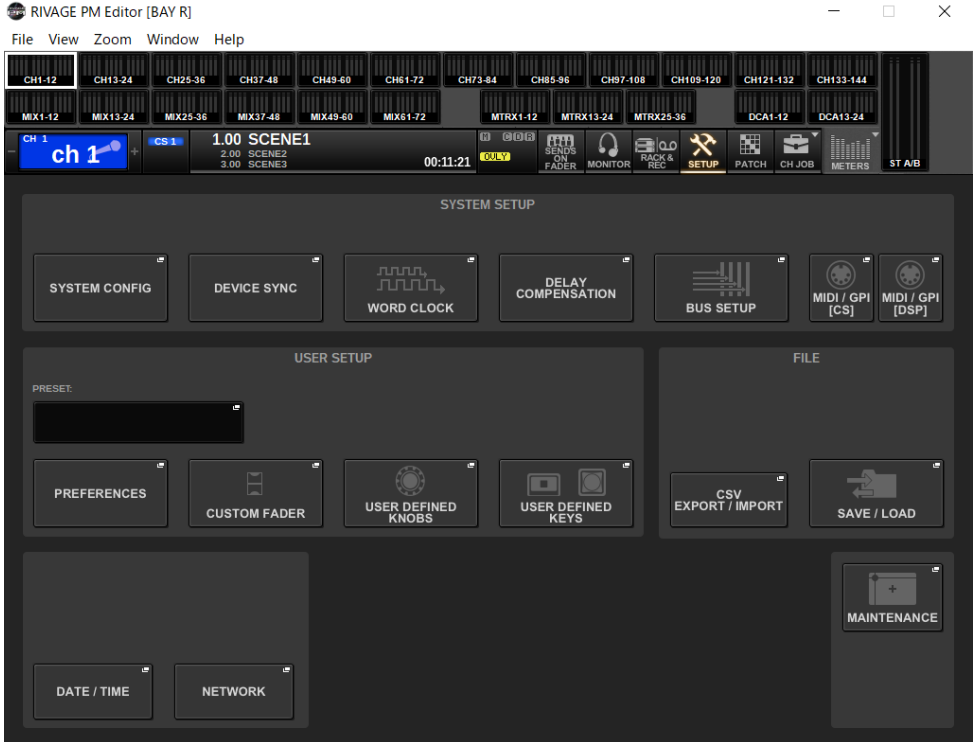 RIVAGE PM Editor [BAY R]
File View Zoom Window Help
CH1-12 CH13-24 CH25-36 CH37-48 CH49-60 CH61-72 CH73-84 CH85-96 CH97-108 CH109-120 CH121-132 CH133-144
MIX1-12 MIX13-24 MIX25-36 MIX37-48 MIX49-60 MIX61-72 MTRX1-12 MTRX13-24 MTRX25-36 DCA1-12 DCA13-24
CH 1
ch 1
CS 1
1.00 SCENE1
2.00 SCENE2
3.00 SCENE3
00:11:21
OVLY
SENDS
ON
FADER
MONITOR
RACK &
REC
SETUP
PATCH
CH JOB
METERS
ST A/B
SYSTEM SETUP
SYSTEM CONFIG
DEVICE SYNC
WORD CLOCK
DELAY
COMPENSATION
BUS SETUP
MIDI / GPI
[CS]
MIDI / GPI
[DSP]
USER SETUP
PRESET:
PREFERENCES
CUSTOM FADER
USER DEFINED
KNOBS
USER DEFINED
KEYS
FILE
CSV
EXPORT / IMPORT
SAVE / LOAD
DATE / TIME
NETWORK
MAINTENANCE